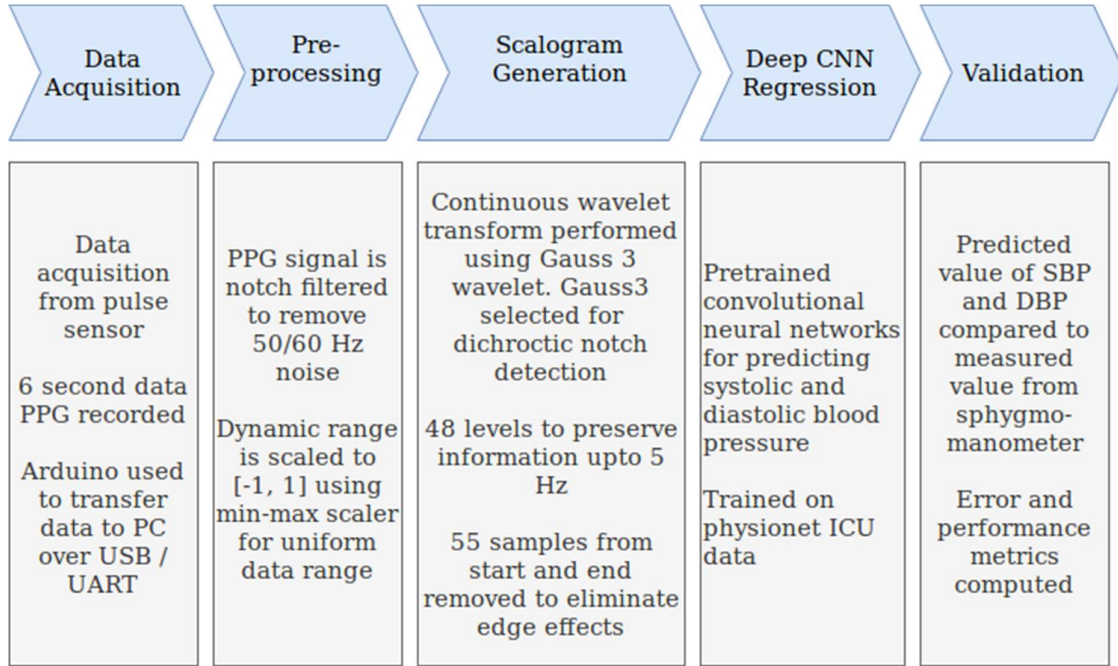 Data
Acquisition
Pre-
processing
Scalogram
Generation
Deep CNN
Regression
Validation
Data
acquisition
from pulse
sensor
6 second data
PPG recorded
Arduino used
to transfer
data to PC
over USB /
UART
PPG signal is
notch filtered
to remove
50/60 Hz
noise
Dynamic range
is scaled to
[-1, 1] using
min-max scaler
for uniform
data range
Continuous wavelet
transform performed
using Gauss 3
wavelet. Gauss3
selected for
dichroctic notch
detection
48 levels to preserve
information upto 5
Hz
55 samples from
start and end
removed to eliminate
edge effects
Pretrained
convolutional
neural networks
for predicting
systolic and
diastolic blood
pressure
Trained on
physionet ICU
data
Predicted
value of SBP
and DBP
compared to
measured
value from
sphygmo-
manometer
Error and
performance
metrics
computed